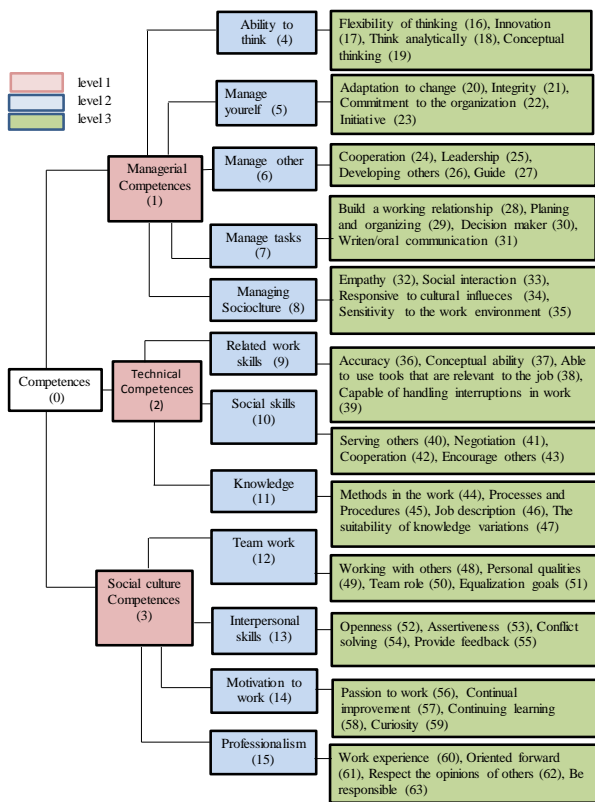 level 1
level 2
level 3
Competences
(0)
Managerial
Competences
(1)
Technical
Competences
(2)
Social culture
Competences
(3)
Ability to
think (4)
Manage
yourelf (5)
Manage other
(6)
Manage tasks
(7)
Managing
Socioclture (8)
Related work
skills (9)
Social skills
(10)
Knowledge
(11)
Team work
(12)
Interpersonal
skills (13)
Motivation to
work (14)
Professionalism
(15)
Flexibility of thinking (16), Innovation
(17), Think analytically (18), Conceptual
thinking (19)
Adaptation to change (20), Integrity (21),
Commitment to the organization (22),
Initiative (23)
Cooperation (24), Leadership (25),
Developing others (26), Guide (27)
Build a working relationship (28), Planing
and organizing (29), Decision maker (30),
Writen/oral communication (31)
Empathy (32), Social interaction (33),
Responsive to cultural influeces (34),
Sensitivity to the work environment (35)
Accuracy (36), Conceptual ability (37), Able
to use tools that are relevant to the job (38),
Capable of handling interruptions in work
(39)
Serving others (40), Negotiation (41),
Cooperation (42), Encourage others (43)
Methods in the work (44), Processes and
Procedures (45), Job description (46), The
suitability of knowledge variations (47)
Working with others (48), Personal qualities
(49), Team role (50), Equalization goals (51)
Openness (52), Assertiveness (53), Conflict
solving (54), Provide feedback (55)
Passion to work (56), Continual
improvement (57), Continuing learning
(58), Curiosity (59)
Work experience (60), Oriented forward
(61), Respect the opinions of others (62), Be
responsible (63)